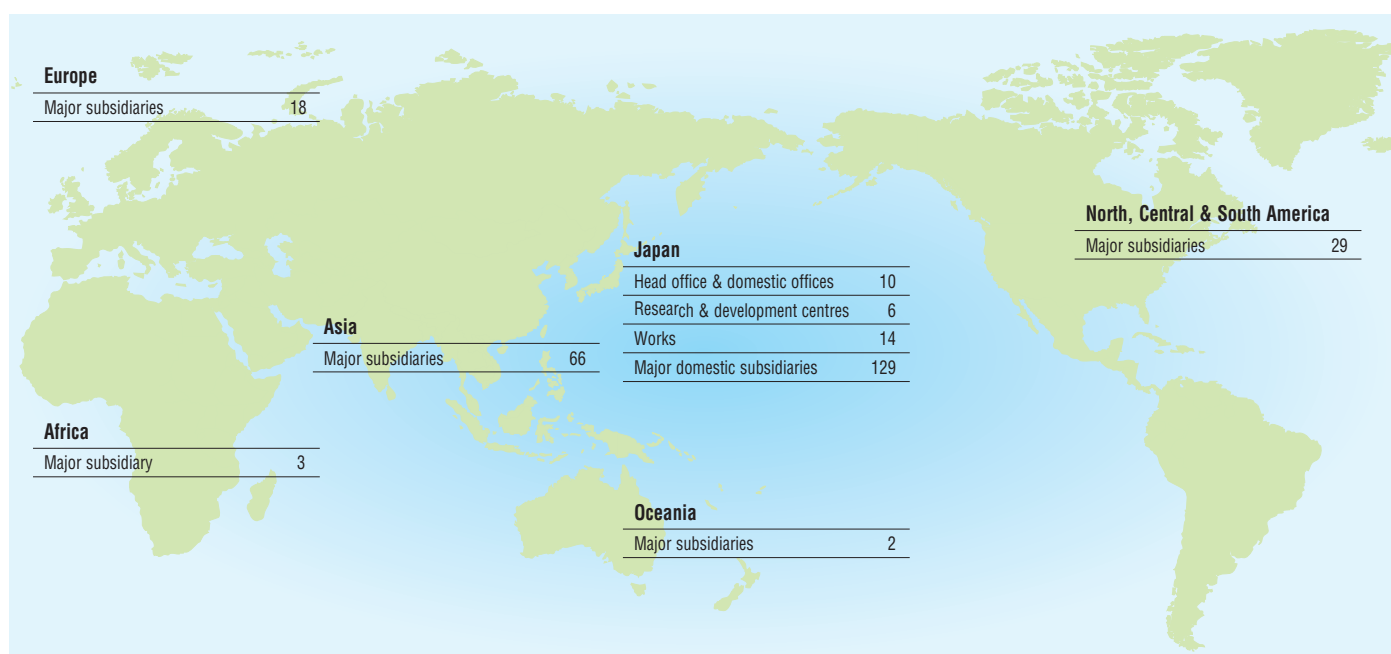 Europe
Major subsidiaries 18
North, Central & South America
Major subsidiaries 29
Japan
Head office & domestic offices 10
Research & development centres 6
Works 14
Major domestic subsidiaries 129
Asia
Major subsidiaries 66
Africa
Major subsidiary 3
Oceania
Major subsidiaries 2